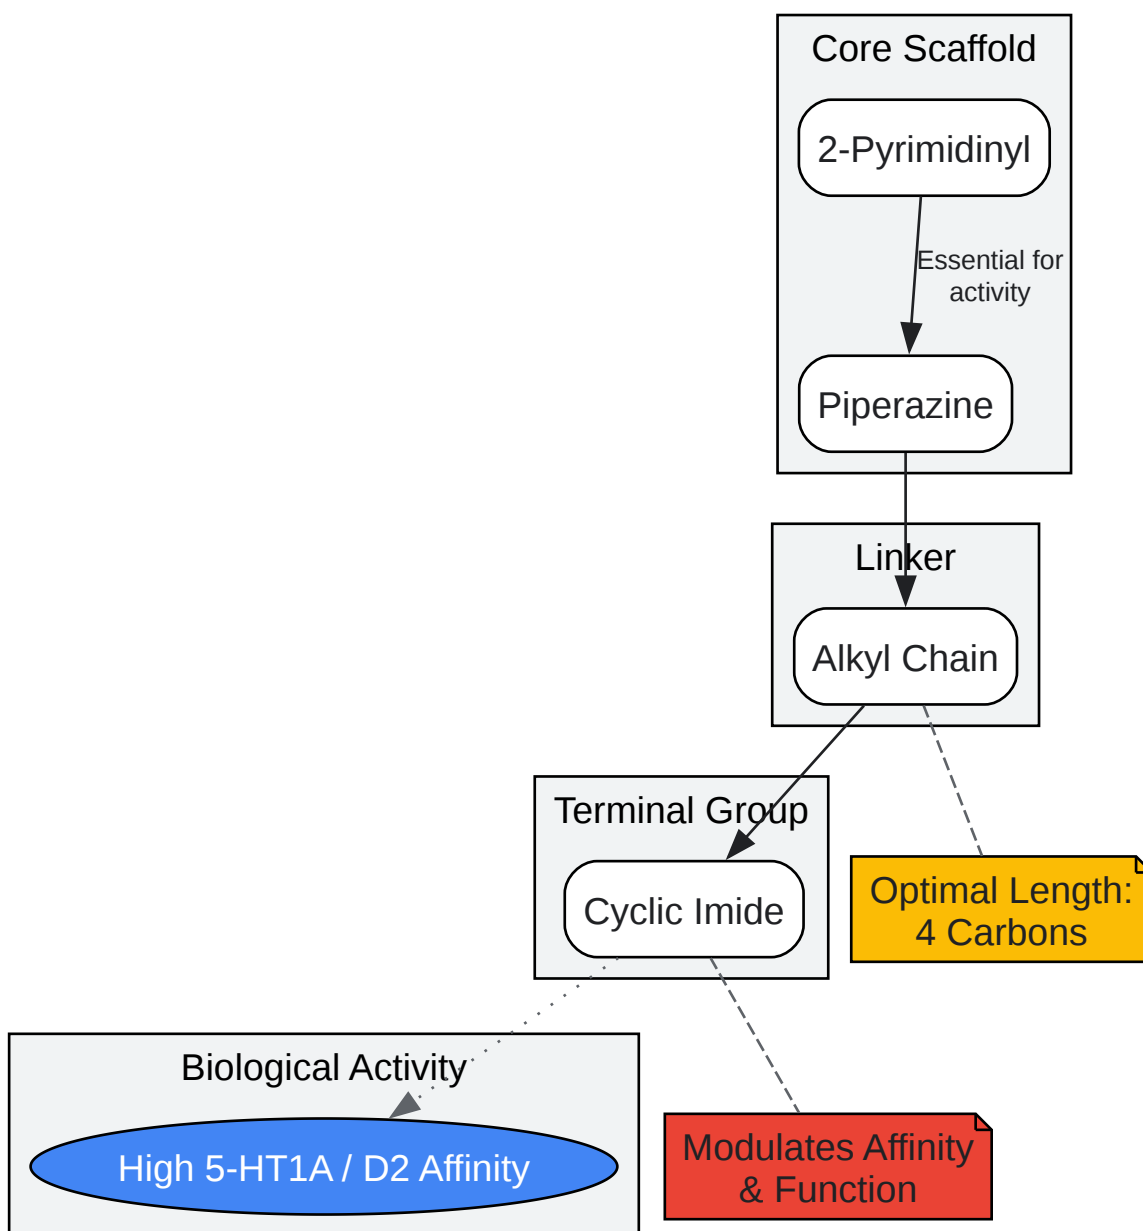 Core Scaffold
2-Pyrimidinyl
Essential for
activity
Piperazine
Linker
Alkyl Chain
Terminal Group
Cyclic Imide
Optimal Length:
4 Carbons
Biological Activity
High 5-HT1A / D2 Affinity
Modulates Affinity
& Function